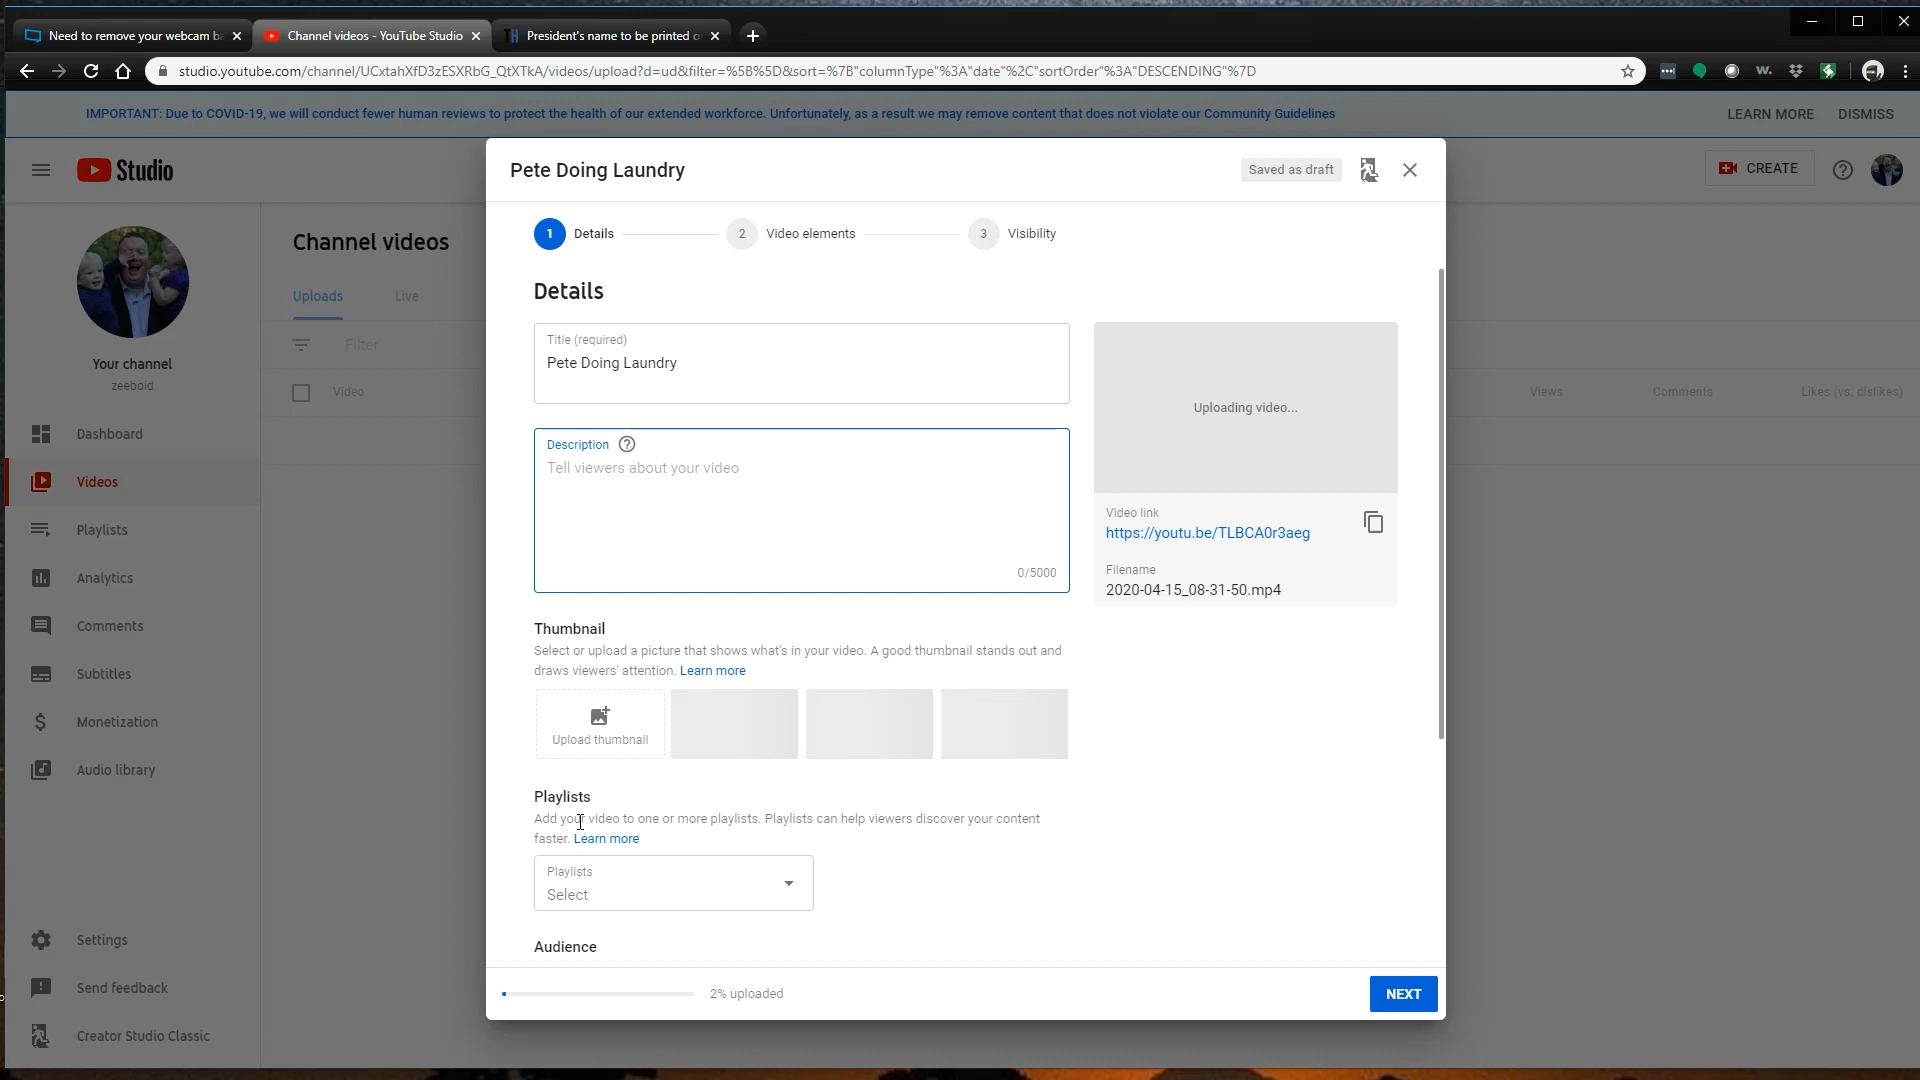 Need to remove your webcam b
Channel videos - YouTube Studio
President's name to be printed o
studio.youtube.com/channel/UCxtahXfD3zESXRbG_QtXTkA/videos/upload?d=ud&filter=%5B%5D&sort=%7B"columnType"%3A"date"%2C"sortOrder"%3A"DESCENDING"%7D
IMPORTANT: Due to COVID-19, we will conduct fewer human reviews to protect the health of our extended workforce. Unfortunately, as a result we may remove content that does not violate our Community Guidelines
LEARN MORE
DISMISS
Studio
CREATE
Your channel
zeeboid
Dashboard
Videos
Playlists
Analytics
Comments
Subtitles
Monetization
Audio library
Settings
Send feedback
Creator Studio Classic
Channel videos
Uploads
Live
Filter
Video
Views
Comments
Likes (vs. dislikes)
Pete Doing Laundry
Saved as draft
1 Details
2 Video elements
3 Visibility
Details
Title (required)
Pete Doing Laundry
Description
Tell viewers about your video
0/5000
Uploading video...
Video link
https://youtu.be/TLBCA0r3aeg
Filename
2020-04-15_08-31-50.mp4
Thumbnail
Select or upload a picture that shows what's in your video. A good thumbnail stands out and
draws viewers' attention. Learn more
Upload thumbnail
Playlists
Add your video to one or more playlists. Playlists can help viewers discover your content
faster. Learn more
Playlists
Select
Audience
2% uploaded
NEXT